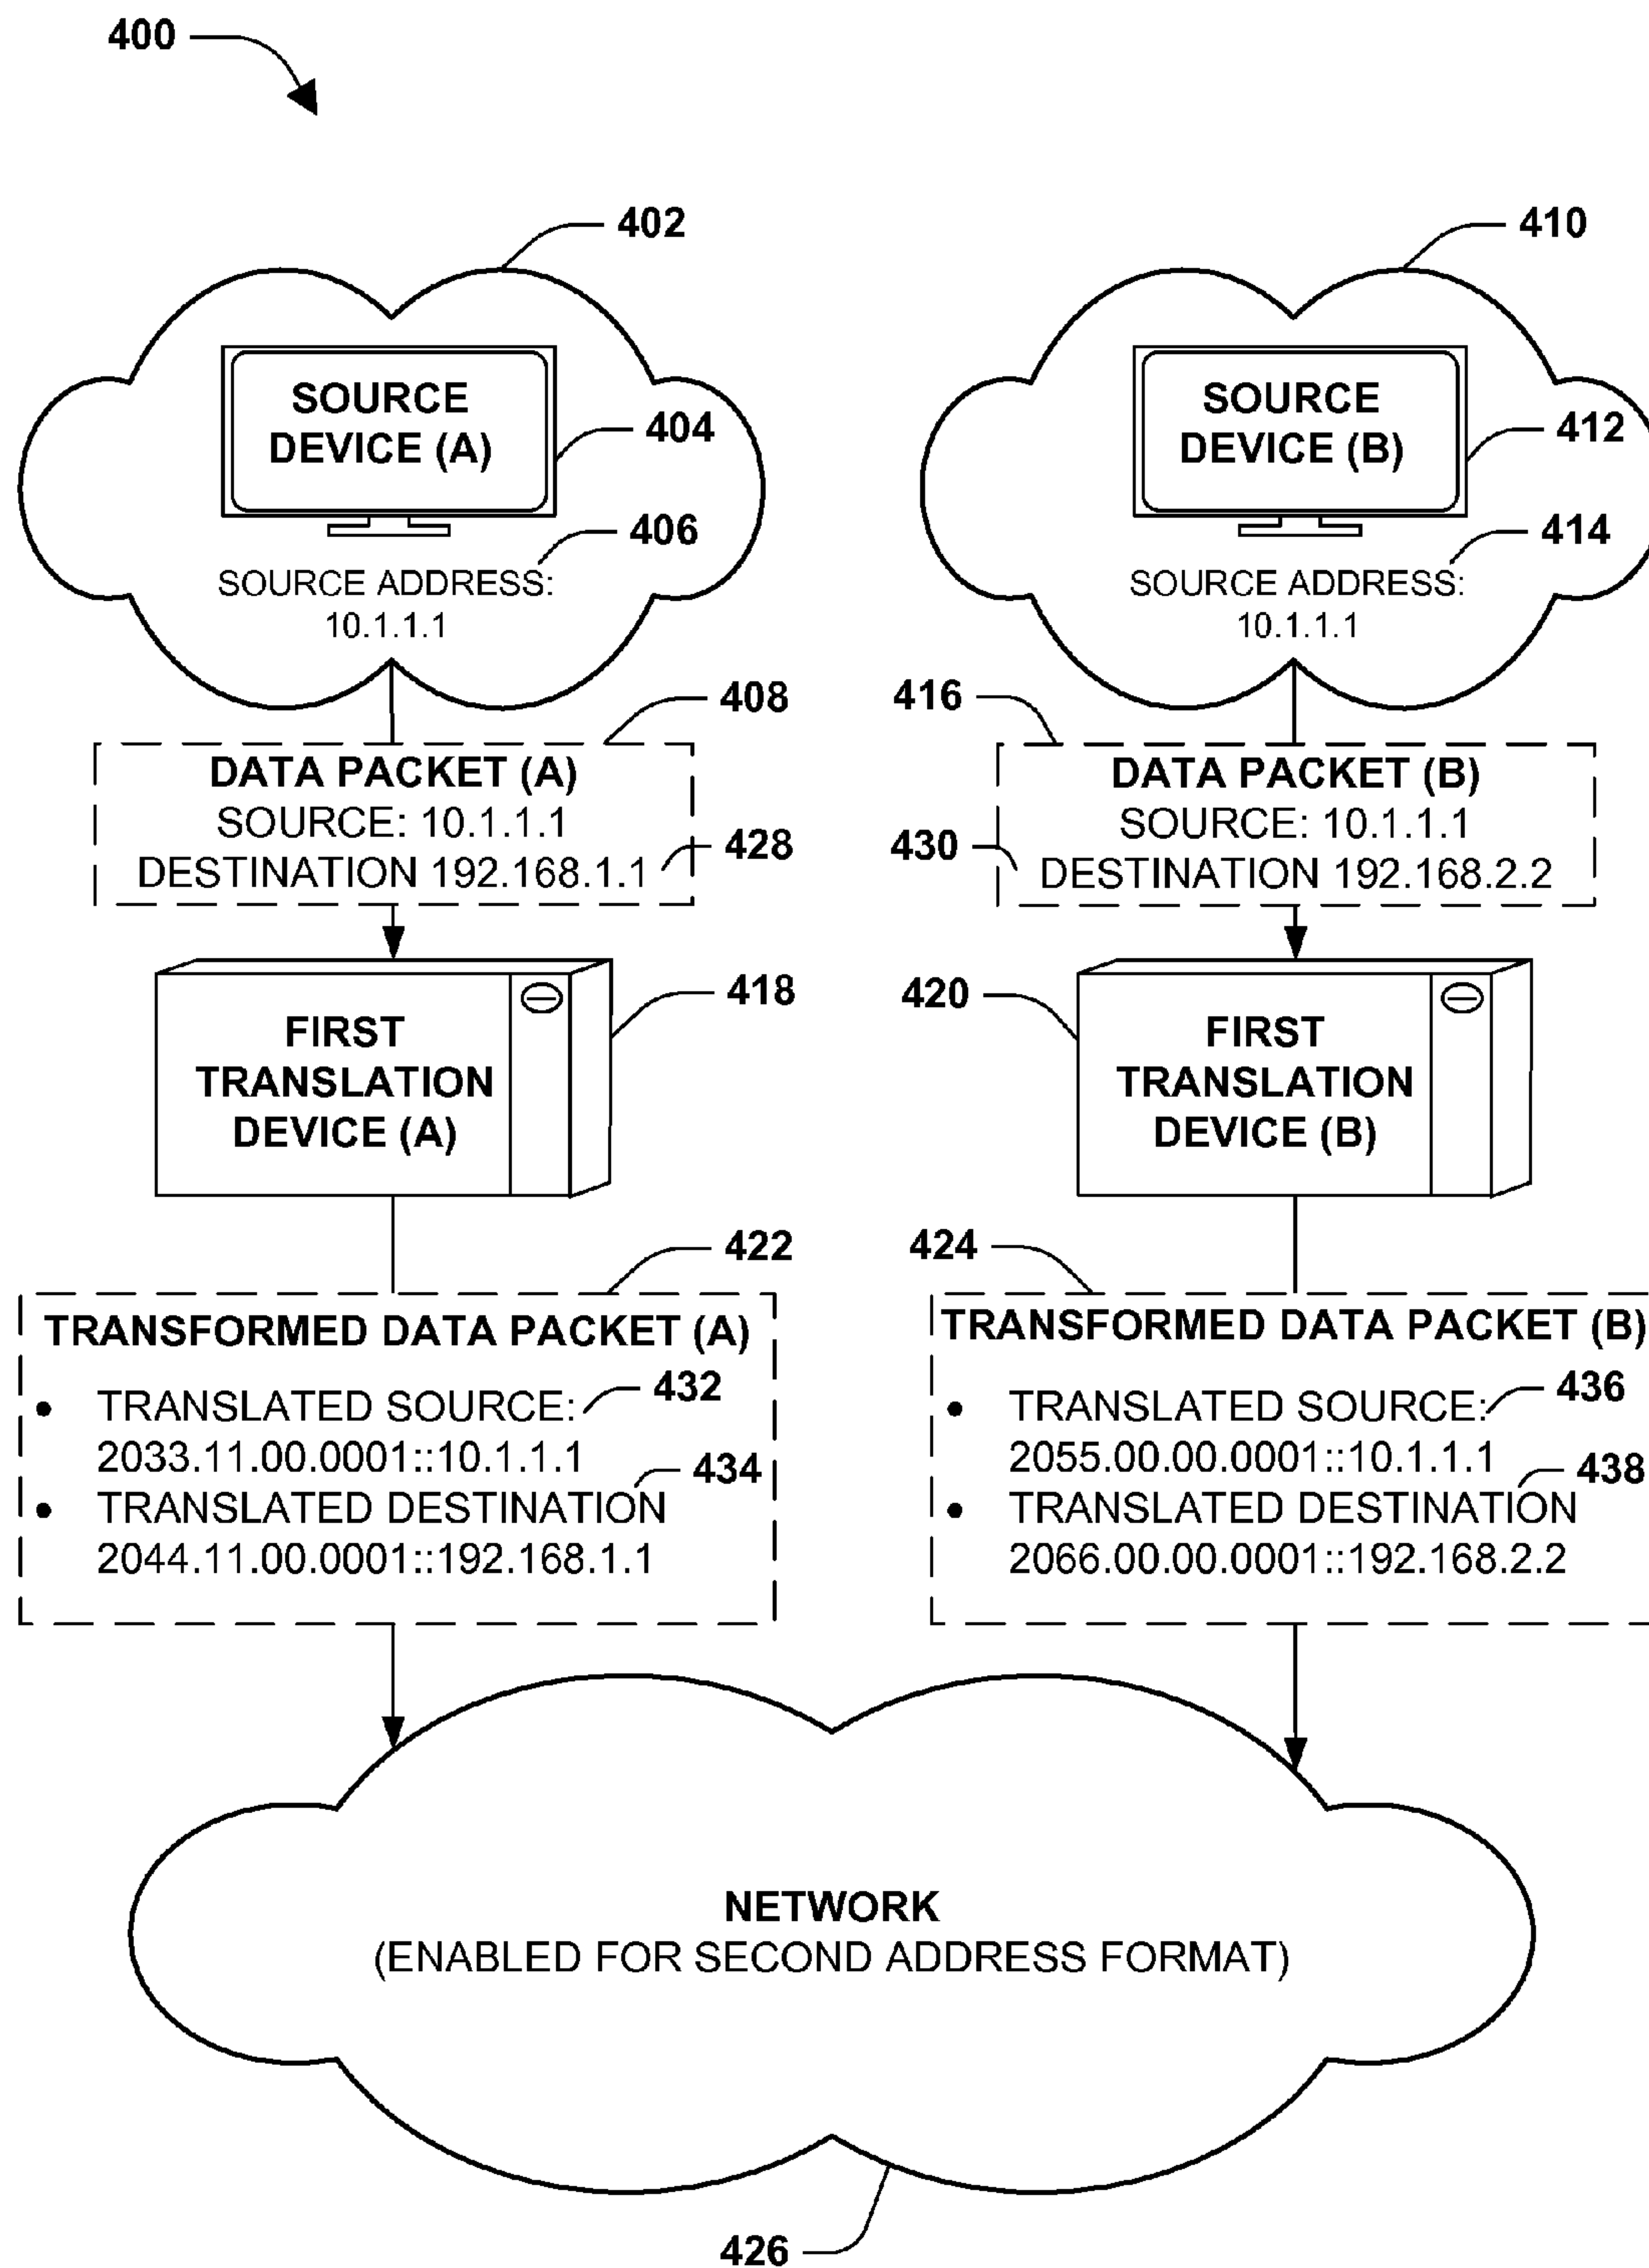 400
402
SOURCE
DEVICE (A)
404
406
SOURCE ADDRESS:
10.1.1.1
410
SOURCE
DEVICE (B)
412
414
SOURCE ADDRESS:
10.1.1.1
408
DATA PACKET (A)
SOURCE: 10.1.1.1
DESTINATION 192.168.1.1
428
416
DATA PACKET (B)
SOURCE: 10.1.1.1
430
DESTINATION 192.168.2.2
FIRST
TRANSLATION
DEVICE (A)
418
420
FIRST
TRANSLATION
DEVICE (B)
422
TRANSFORMED DATA PACKET (A)
• TRANSLATED SOURCE:
432
2033.11.00.0001::10.1.1.1
434
• TRANSLATED DESTINATION
2044.11.00.0001::192.168.1.1
424
TRANSFORMED DATA PACKET (B)
• TRANSLATED SOURCE:
436
2055.00.00.0001::10.1.1.1
438
• TRANSLATED DESTINATION
2066.00.00.0001::192.168.2.2
NETWORK
(ENABLED FOR SECOND ADDRESS FORMAT)
426